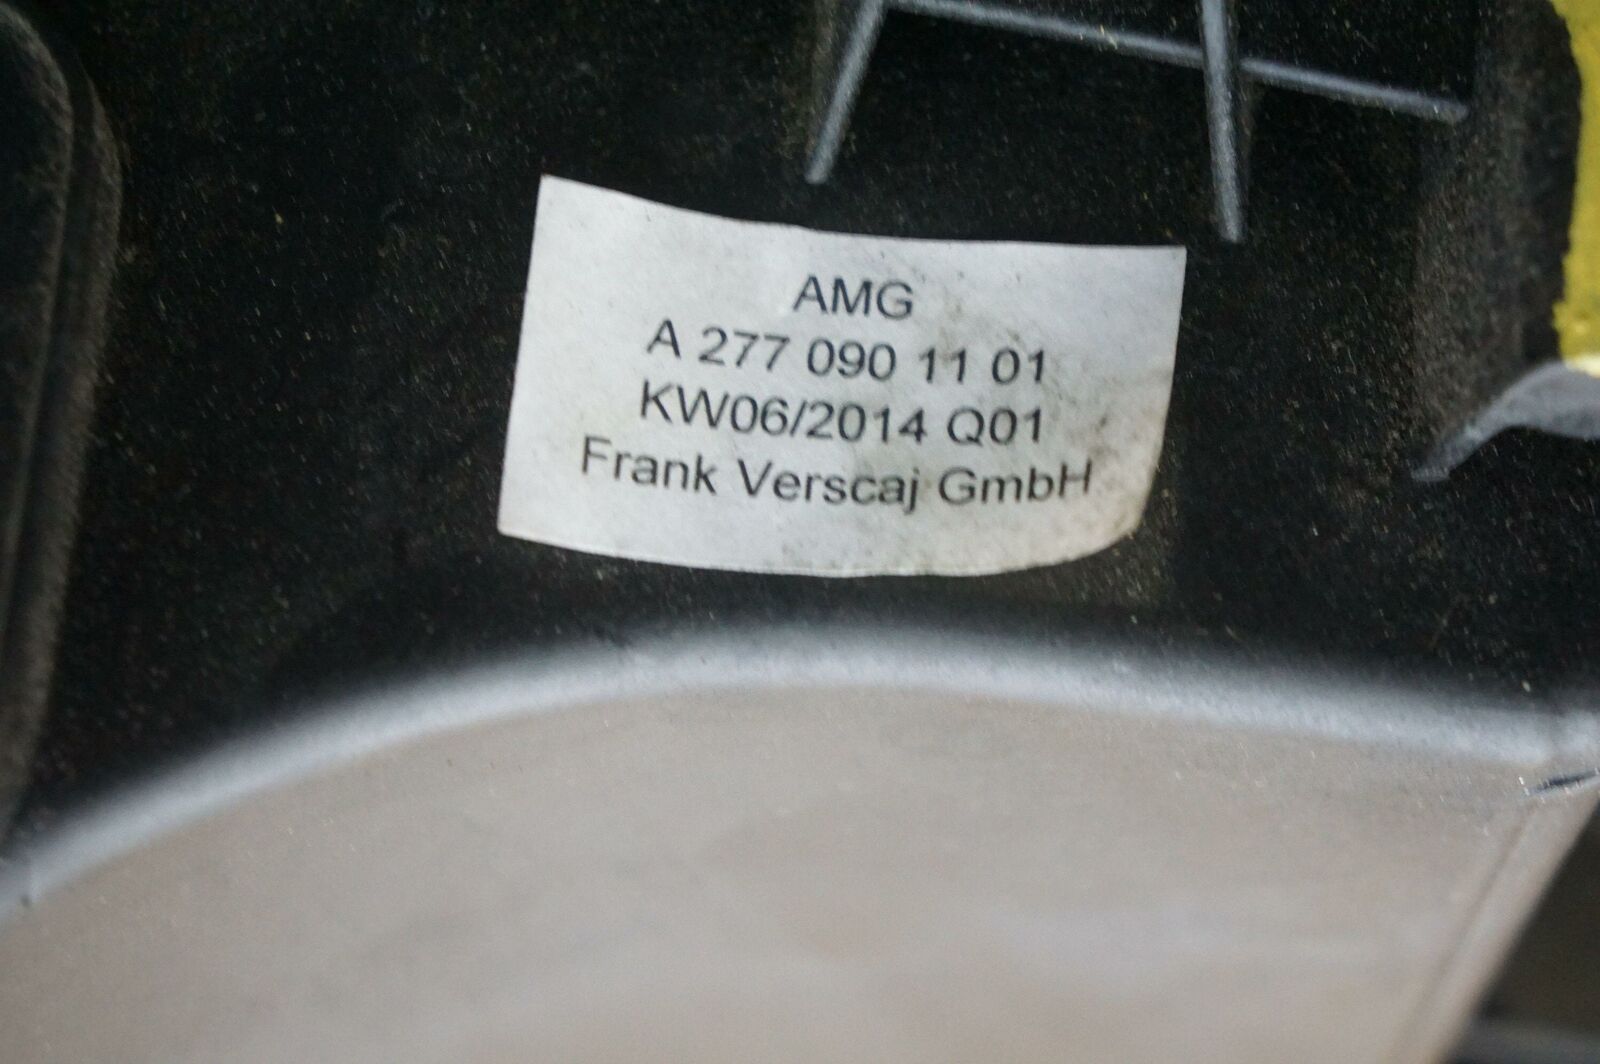 AMG
A 277 090 11 01
KW06/2014 Q01
Frank Verscaj GmbH